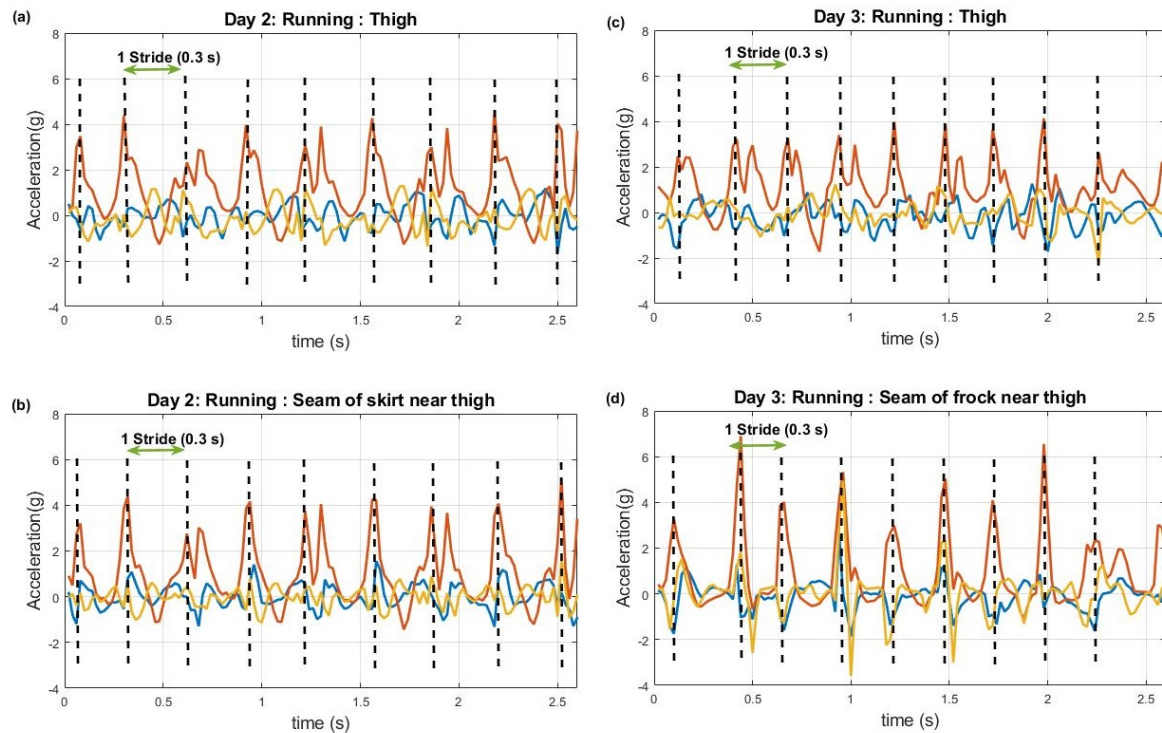 (a)
Day 2: Running : Thigh
1 Stride (0.3 s)
8
6
4
2
0
-2
-4
Acceleration(g)
0 0.5 1 1.5 2 2.5
time (s)
(c)
Day 3: Running : Thigh
1 Stride (0.3 s)
8
6
4
2
0
-2
-4
Acceleration(g)
0 0.5 1 1.5 2 2.5
time (s)
(b)
Day 2: Running : Seam of skirt near thigh
1 Stride (0.3 s)
8
6
4
2
0
-2
-4
Acceleration(g)
0 0.5 1 1.5 2 2.5
time (s)
(d)
Day 3: Running : Seam of frock near thigh
1 Stride (0.3 s)
8
6
4
2
0
-2
-4
Acceleration(g)
0 0.5 1 1.5 2 2.5
time (s)